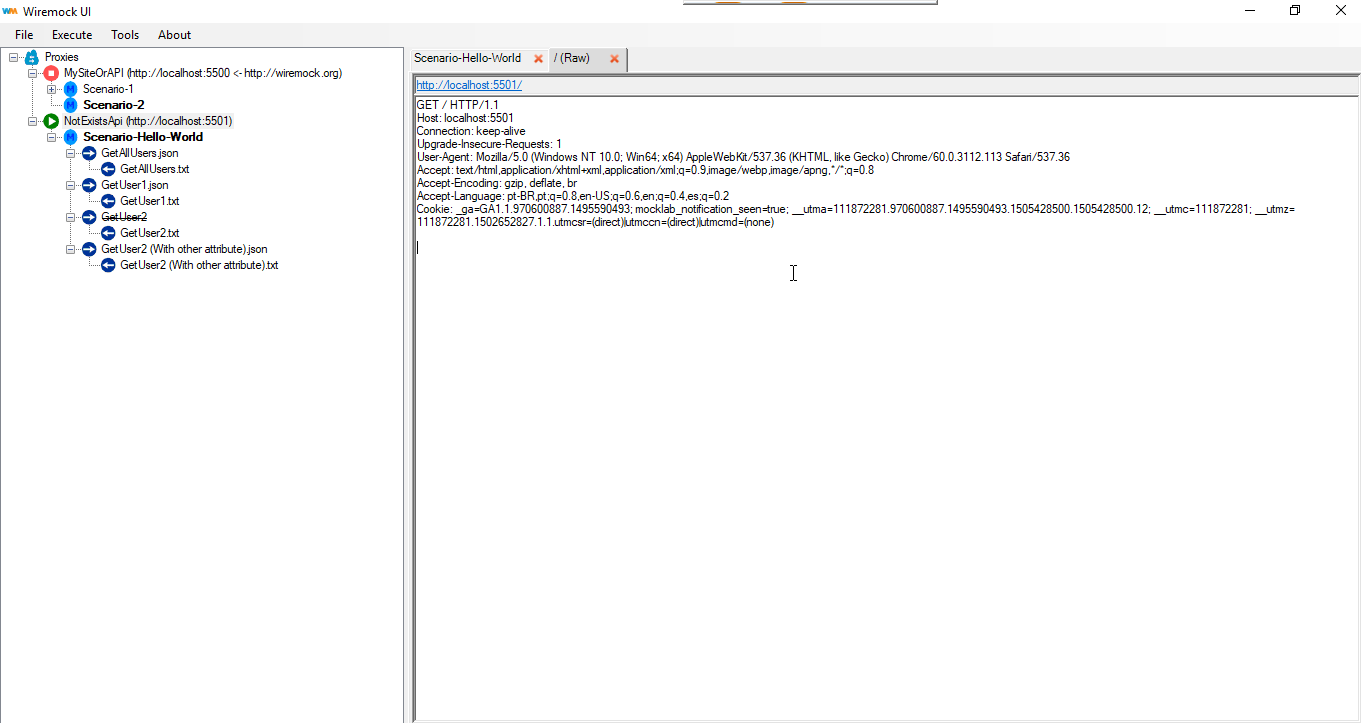 WM Wiremock UI
File Execute Tools About
Proxies
MySiteOrAPI (http://localhost:5500 <- http://wiremock.org)
M Scenario-1
M Scenario-2
NotExistsApi (http://localhost:5501)
M Scenario-Hello-World
GetAllUsers.json
GetAllUsers.txt
GetUser1.json
GetUser1.txt
GetUser2
GetUser2.txt
GetUser2 (With other attribute).json
GetUser2 (With other attribute).txt
Scenario-Hello-World / (Raw)
http://localhost:5501/
GET / HTTP/1.1
Host: localhost:5501
Connection: keep-alive
Upgrade-Insecure-Requests: 1
User-Agent: Mozilla/5.0 (Windows NT 10.0; Win64; x64) AppleWebKit/537.36 (KHTML, like Gecko) Chrome/60.0.3112.113 Safari/537.36
Accept: text/html,application/xhtml+xml,application/xml;q=0.9,image/webp,image/apng,*/*;q=0.8
Accept-Encoding: gzip, deflate, br
Accept-Language: pt-BR,pt;q=0.8,en-US;q=0.6,en;q=0.4,es;q=0.2
Cookie: _ga=GA1.1.970600887.1495590493; mocklab_notification_seen=true; __utma=111872281.970600887.1495590493.1505428500.1505428500.12; __utmc=111872281; __utmz=
111872281.1502652827.1.1.utmcsr=(direct)|utmccn=(direct)|utmcmd=(none)